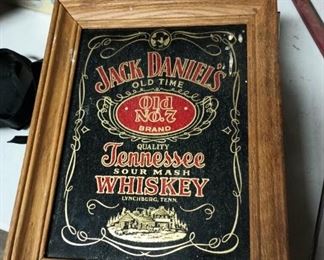 JACK DANIEL'S
OLD TIME
Old
No.7
BRAND
QUALITY
Tennessee
SOUR MASH
WHISKEY
LYNCHBURG, TENN.